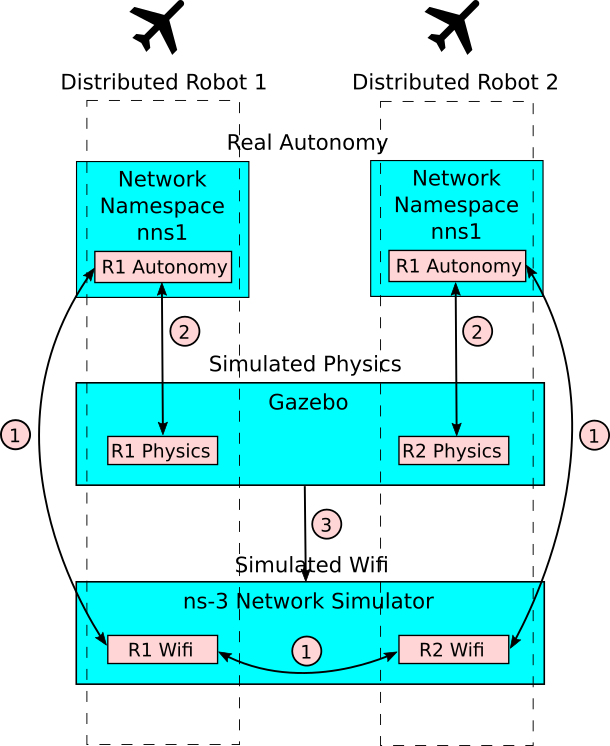 Distributed Robot 1
Distributed Robot 2
Real Autonomy
Network
Namespace
nns1
R1 Autonomy
Network
Namespace
nns1
R1 Autonomy
2
2
Simulated Physics
Gazebo
1
R1 Physics
R2 Physics
1
3
Simulated Wifi
ns-3 Network Simulator
R1 Wifi
1
R2 Wifi